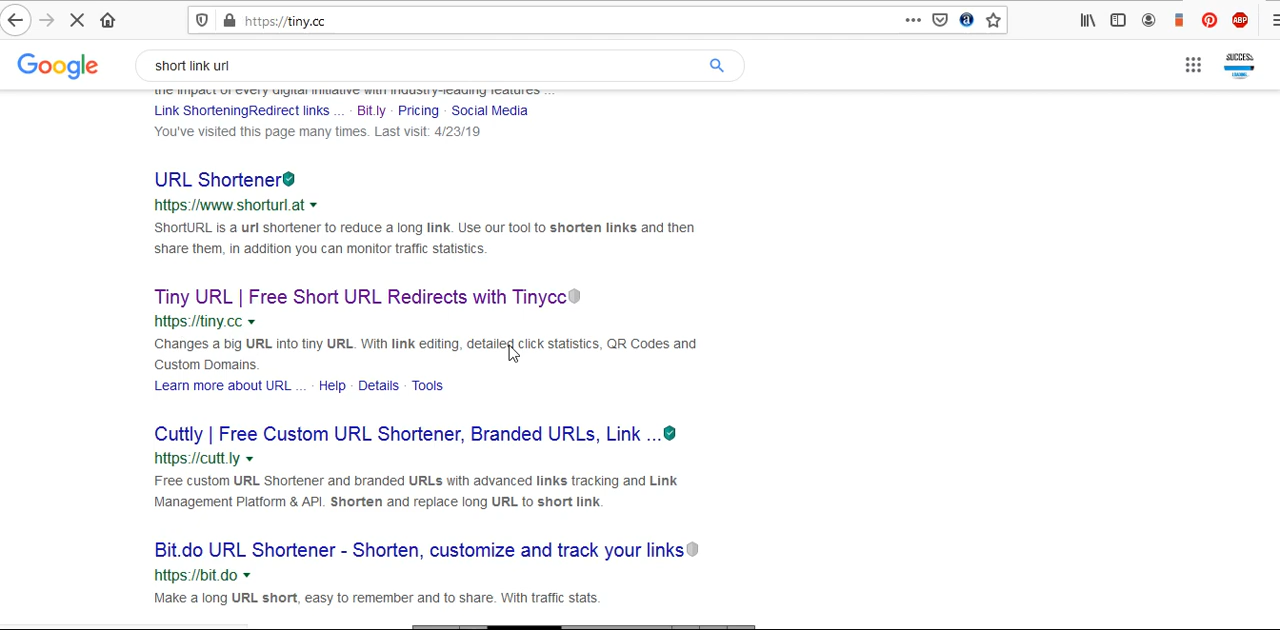 https://tiny.cc
ABP
Google
short link url
SUCCESS
LOADING...
the impact of every digital initiative with industry-leading features ...
Link ShorteningRedirect links ... · Bit.ly · Pricing · Social Media
You've visited this page many times. Last visit: 4/23/19
URL Shortener
https://www.shorturl.at
ShortURL is a url shortener to reduce a long link. Use our tool to shorten links and then
share them, in addition you can monitor traffic statistics.
Tiny URL | Free Short URL Redirects with Tinycc
https://tiny.cc
Changes a big URL into tiny URL. With link editing, detailed click statistics, QR Codes and
Custom Domains.
Learn more about URL ... · Help · Details · Tools
Cuttly | Free Custom URL Shortener, Branded URLs, Link ...
https://cutt.ly
Free custom URL Shortener and branded URLs with advanced links tracking and Link
Management Platform & API. Shorten and replace long URL to short link.
Bit.do URL Shortener - Shorten, customize and track your links
https://bit.do
Make a long URL short, easy to remember and to share. With traffic stats.